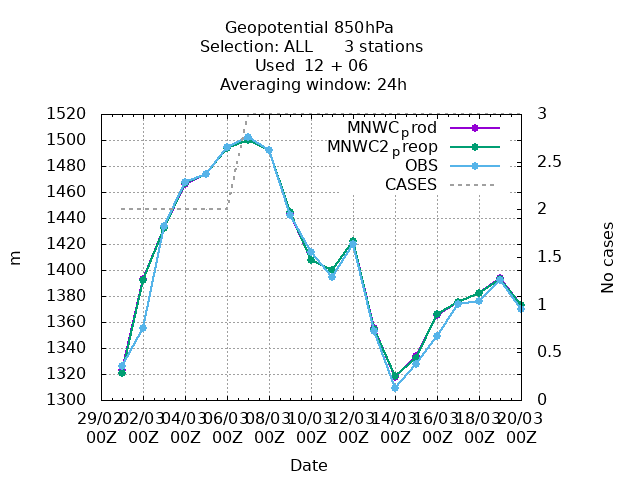 Geopotential 850hPa
Selection: ALL      3 stations
Used  12 + 06
Averaging window: 24h
1520
1500
1480
1460
1440
1420
1400
1380
1360
1340
1320
1300
m
3
2.5
2
1.5
1
0.5
0
No cases
MNWCprod
MNWC2preop
OBS
CASES
29/02 02/03 04/03 06/03 08/03 10/03 12/03 14/03 16/03 18/03 20/03
00Z 00Z 00Z 00Z 00Z 00Z 00Z 00Z 00Z 00Z 00Z
Date